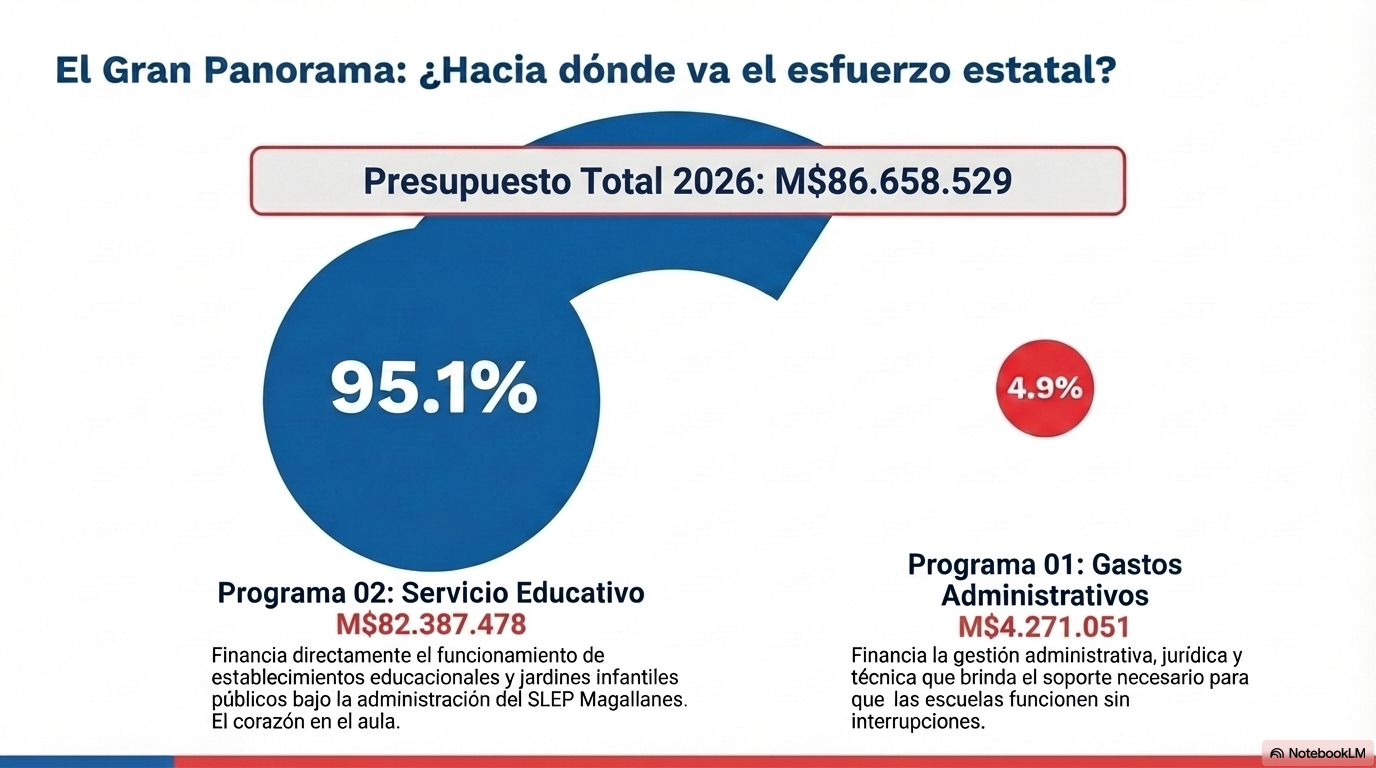 El Gran Panorama: ¿Hacia dónde va el esfuerzo estatal?
Presupuesto Total 2026: M$86.658.529
95.1%
4.9%
Programa 02: Servicio Educativo
M$82.387.478
Financia directamente el funcionamiento de
establecimientos educacionales y jardines infantiles
públicos bajo la administración del SLEP Magallanes.
El corazón en el aula.
Programa 01: Gastos
Administrativos
M$4.271.051
Financia la gestión administrativa, jurídica y
técnica que brinda el soporte necesario para
que las escuelas funcionen sin
interrupciones.
NotebookLM